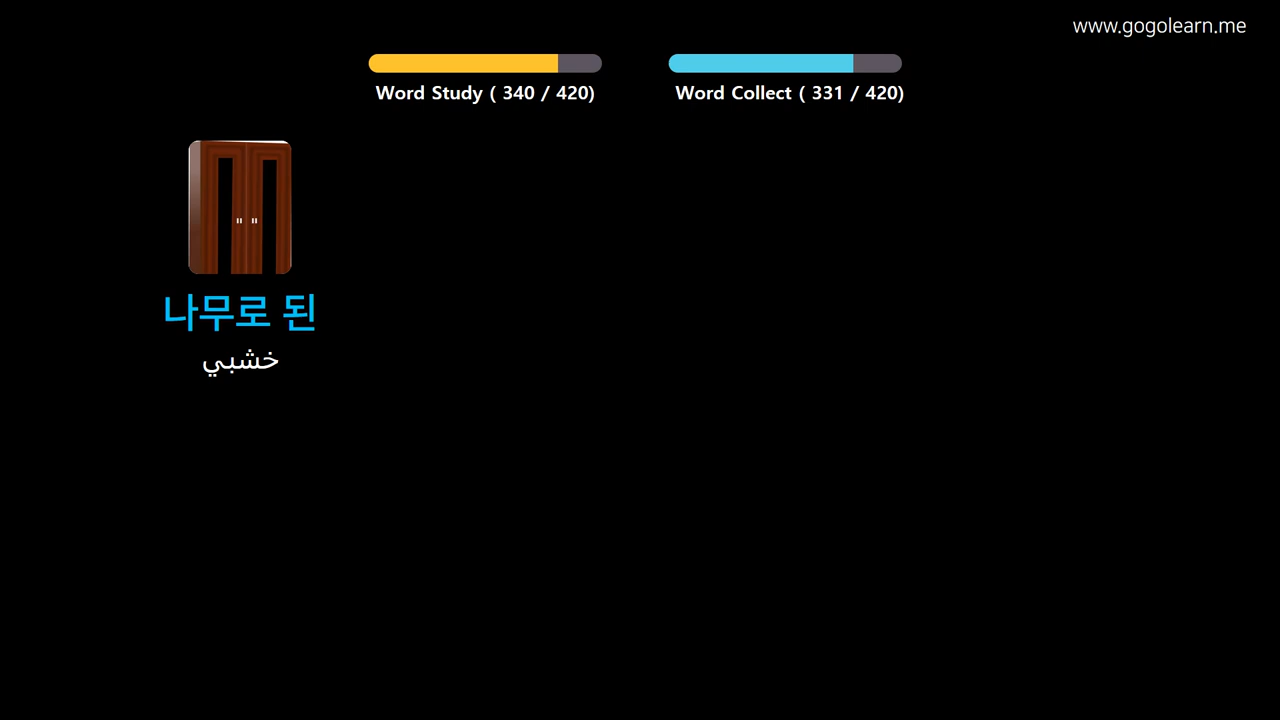 www.gogolearn.me
Word Study ( 340 / 420)
Word Collect ( 331 / 420)
나무로 된
خشبي